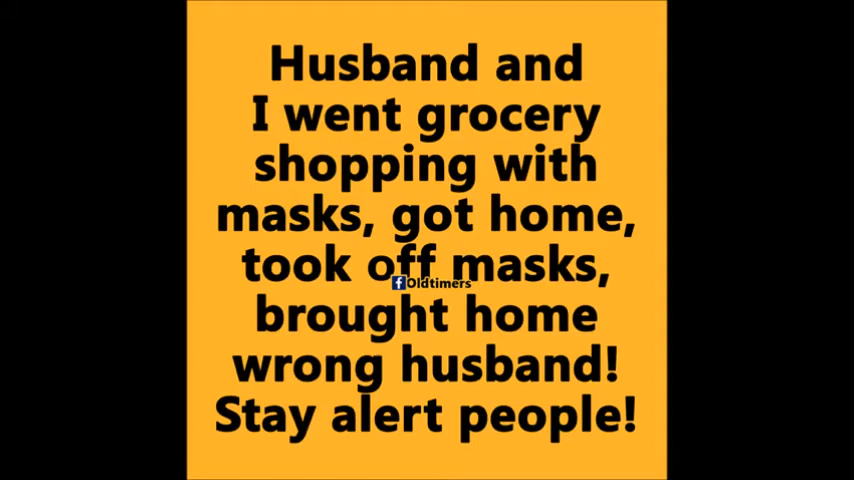 Husband and
I went grocery
shopping with
masks, got home,
took off masks,
Oldtimers
brought home
wrong husband!
Stay alert people!